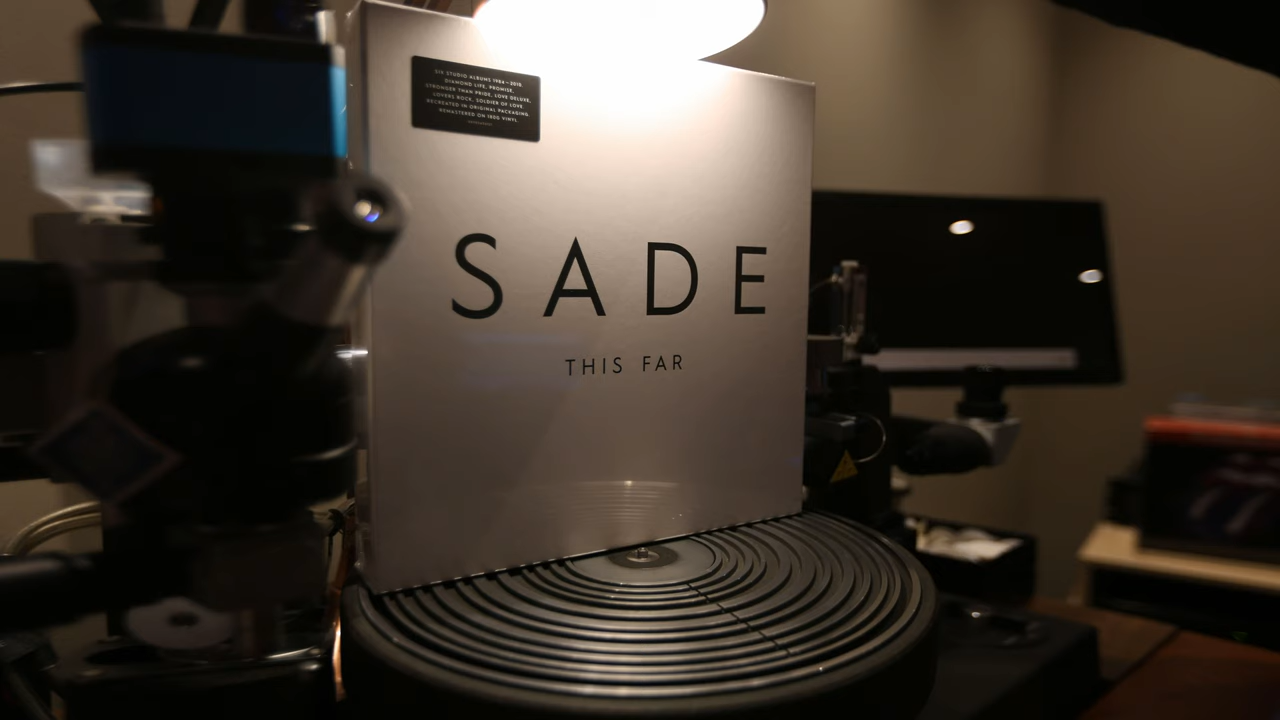 SIX STUDIO ALBUMS 1984–2010.
DIAMOND LIFE, PROMISE,
STRONGER THAN PRIDE, LOVE DELUXE,
LOVERS ROCK, SOLDIER OF LOVE
RECREATED IN ORIGINAL PACKAGING.
REMASTERED ON 180G VINYL.
SADE
THIS FAR